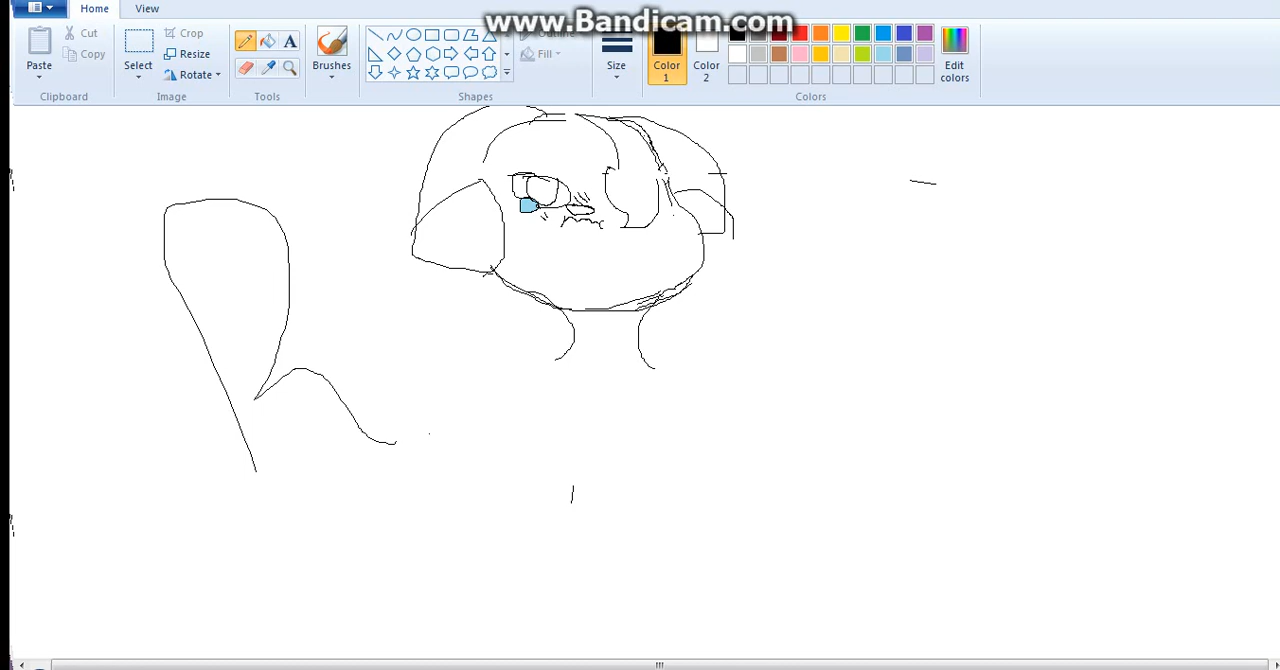 www.Bandicam.com
Home View
Paste
Cut
Copy
Clipboard
Select
Crop
Resize
Rotate
Image
A
Tools
Brushes
Outline
Fill
Shapes
Size
Color
1
Color
2
Edit
colors
Colors